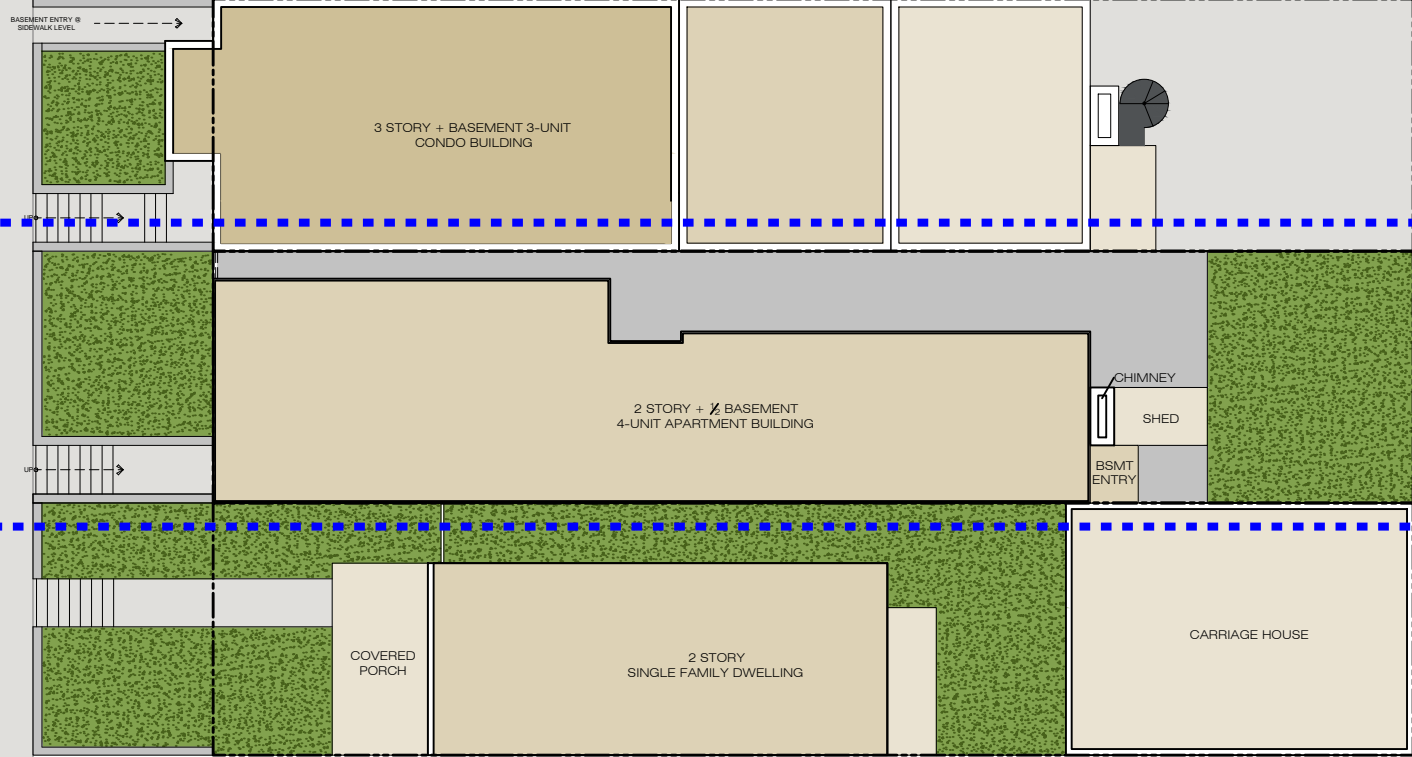 BASEMENT ENTRY @
SIDEWALK LEVEL
3 STORY + BASEMENT 3-UNIT
CONDO BUILDING
UP
CHIMNEY
2 STORY + ½ BASEMENT
4-UNIT APARTMENT BUILDING
SHED
UP
BSMT
ENTRY
COVERED
PORCH
2 STORY
SINGLE FAMILY DWELLING
CARRIAGE HOUSE